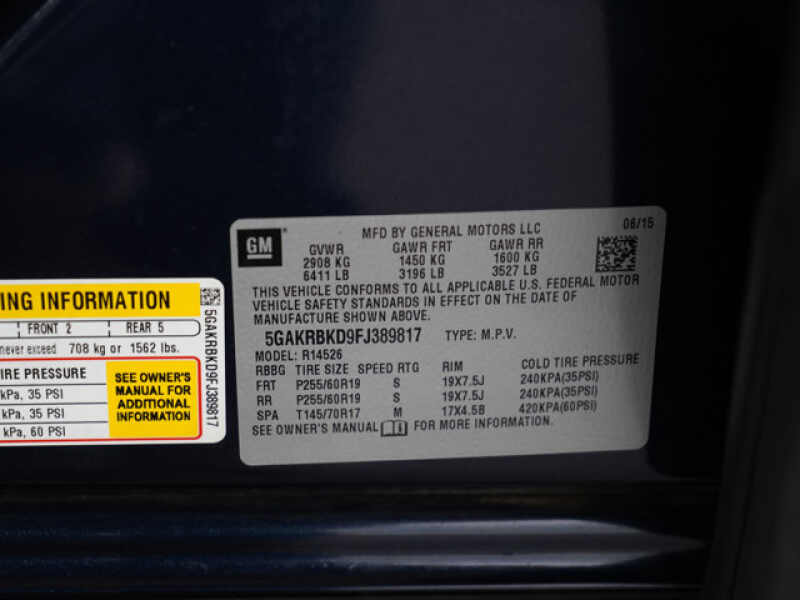 ING INFORMATION
FRONT 2 REAR 5
never exceed 708 kg or 1562 lbs.
TIRE PRESSURE
kPa, 35 PSI
kPa, 35 PSI
kPa, 60 PSI
SEE OWNER'S
MANUAL FOR
ADDITIONAL
INFORMATION
5GAKRBKD9FJ389817
GM
MFD BY GENERAL MOTORS LLC
06/15
GVWR GAWR FRT GAWR RR
2908 KG 1450 KG 1600 KG
6411 LB 3196 LB 3527 LB
THIS VEHICLE CONFORMS TO ALL APPLICABLE U.S. FEDERAL MOTOR
VEHICLE SAFETY STANDARDS IN EFFECT ON THE DATE OF
MANUFACTURE SHOWN ABOVE.
5GAKRBKD9FJ389817 TYPE: M.P.V.
MODEL: R14526
RBBG TIRE SIZE SPEED RTG RIM COLD TIRE PRESSURE
FRT P255/60R19 S 19X7.5J 240KPA(35PSI)
RR P255/60R19 S 19X7.5J 240KPA(35PSI)
SPA T145/70R17 M 17X4.5B 420KPA(60PSI)
SEE OWNER'S MANUAL FOR MORE INFORMATION.